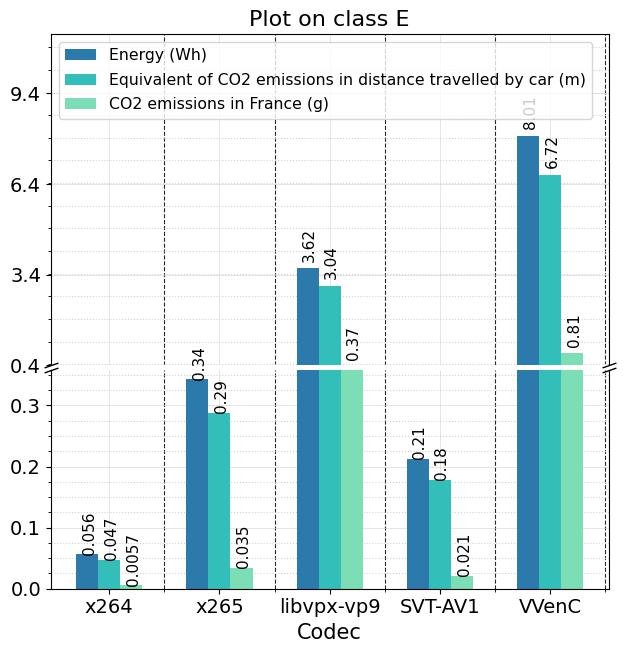 Plot on class E
Energy (Wh)
Equivalent of CO2 emissions in distance travelled by car (m)
CO2 emissions in France (g)
9.4
6.4
3.4
0.4
0.3
0.2
0.1
0.0
0.056
0.047
0.0057
0.34
0.29
0.035
3.62
3.04
0.37
0.21
0.18
0.021
8.01
6.72
0.81
x264
x265
libvpx-vp9
SVT-AV1
VVenC
Codec